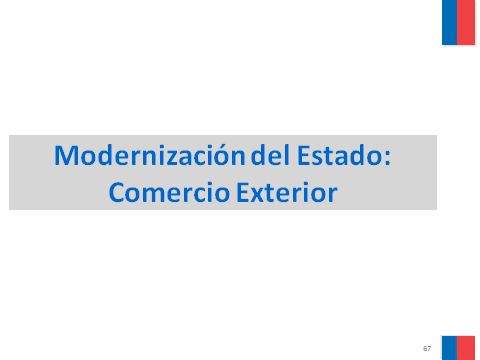 Modernización del Estado:
Comercio Exterior
67